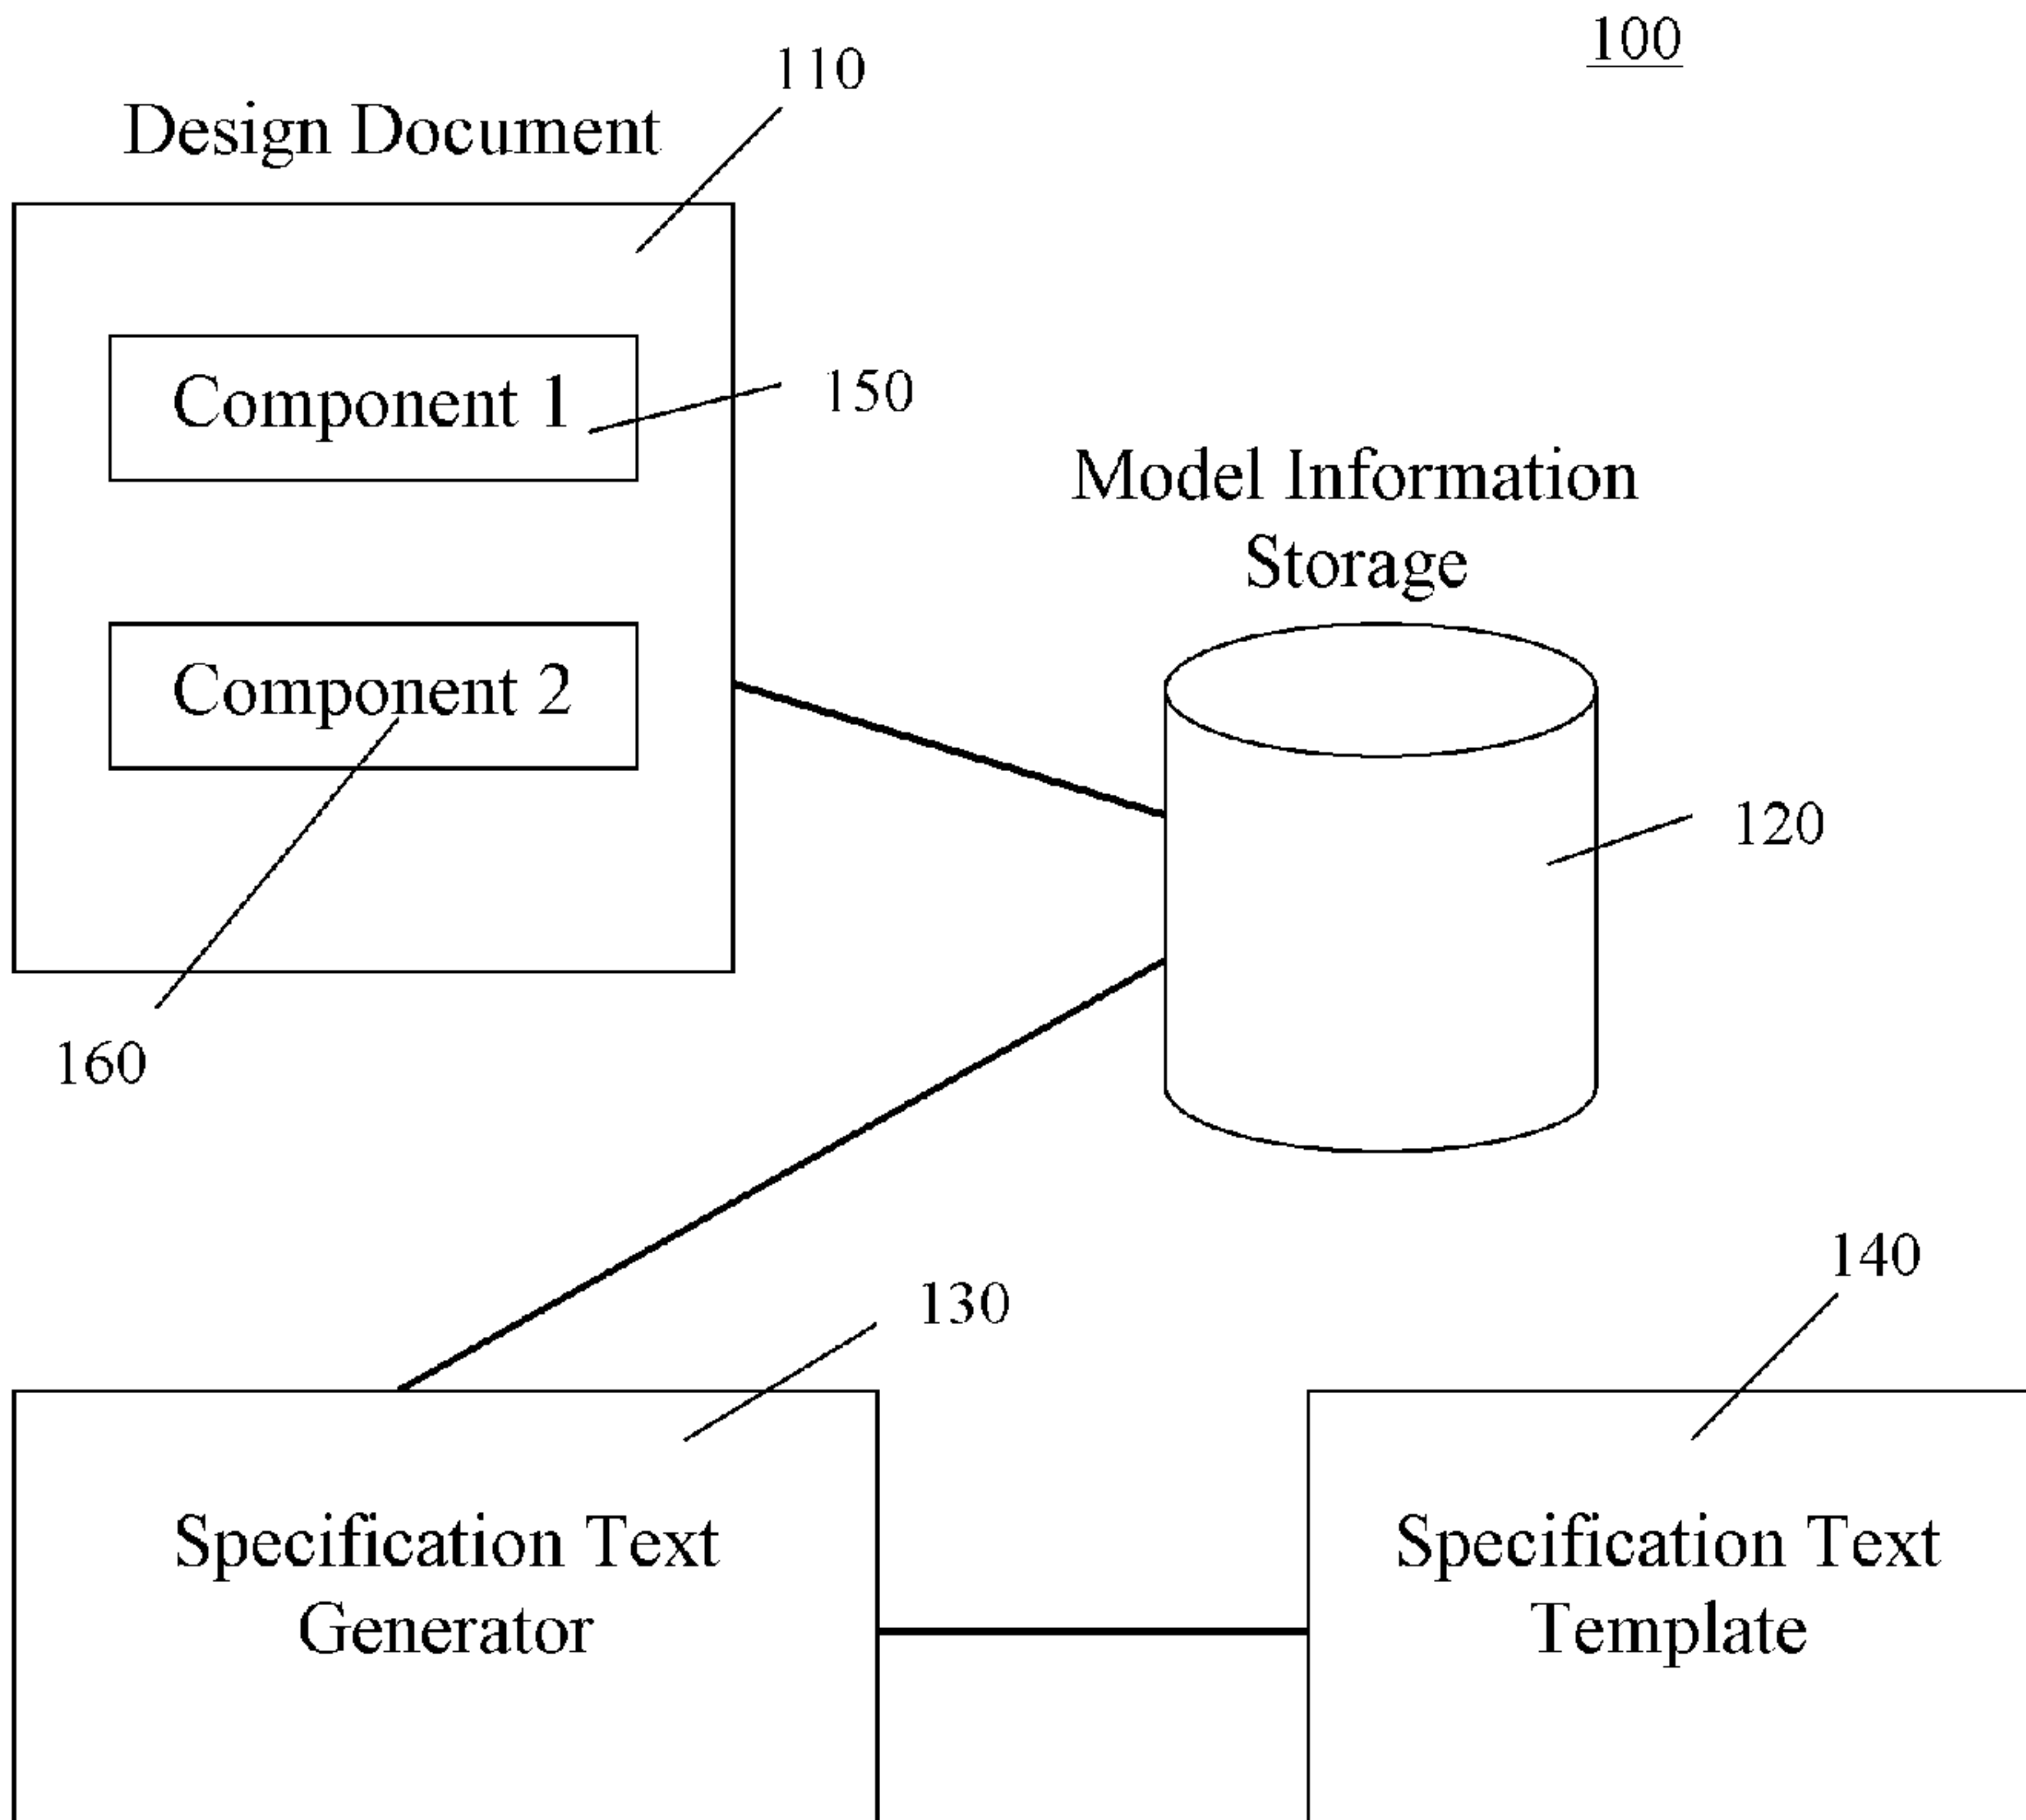 100
110
Design Document
Component 1
150
Model Information
Storage
Component 2
120
160
140
130
Specification Text
Generator
Specification Text
Template